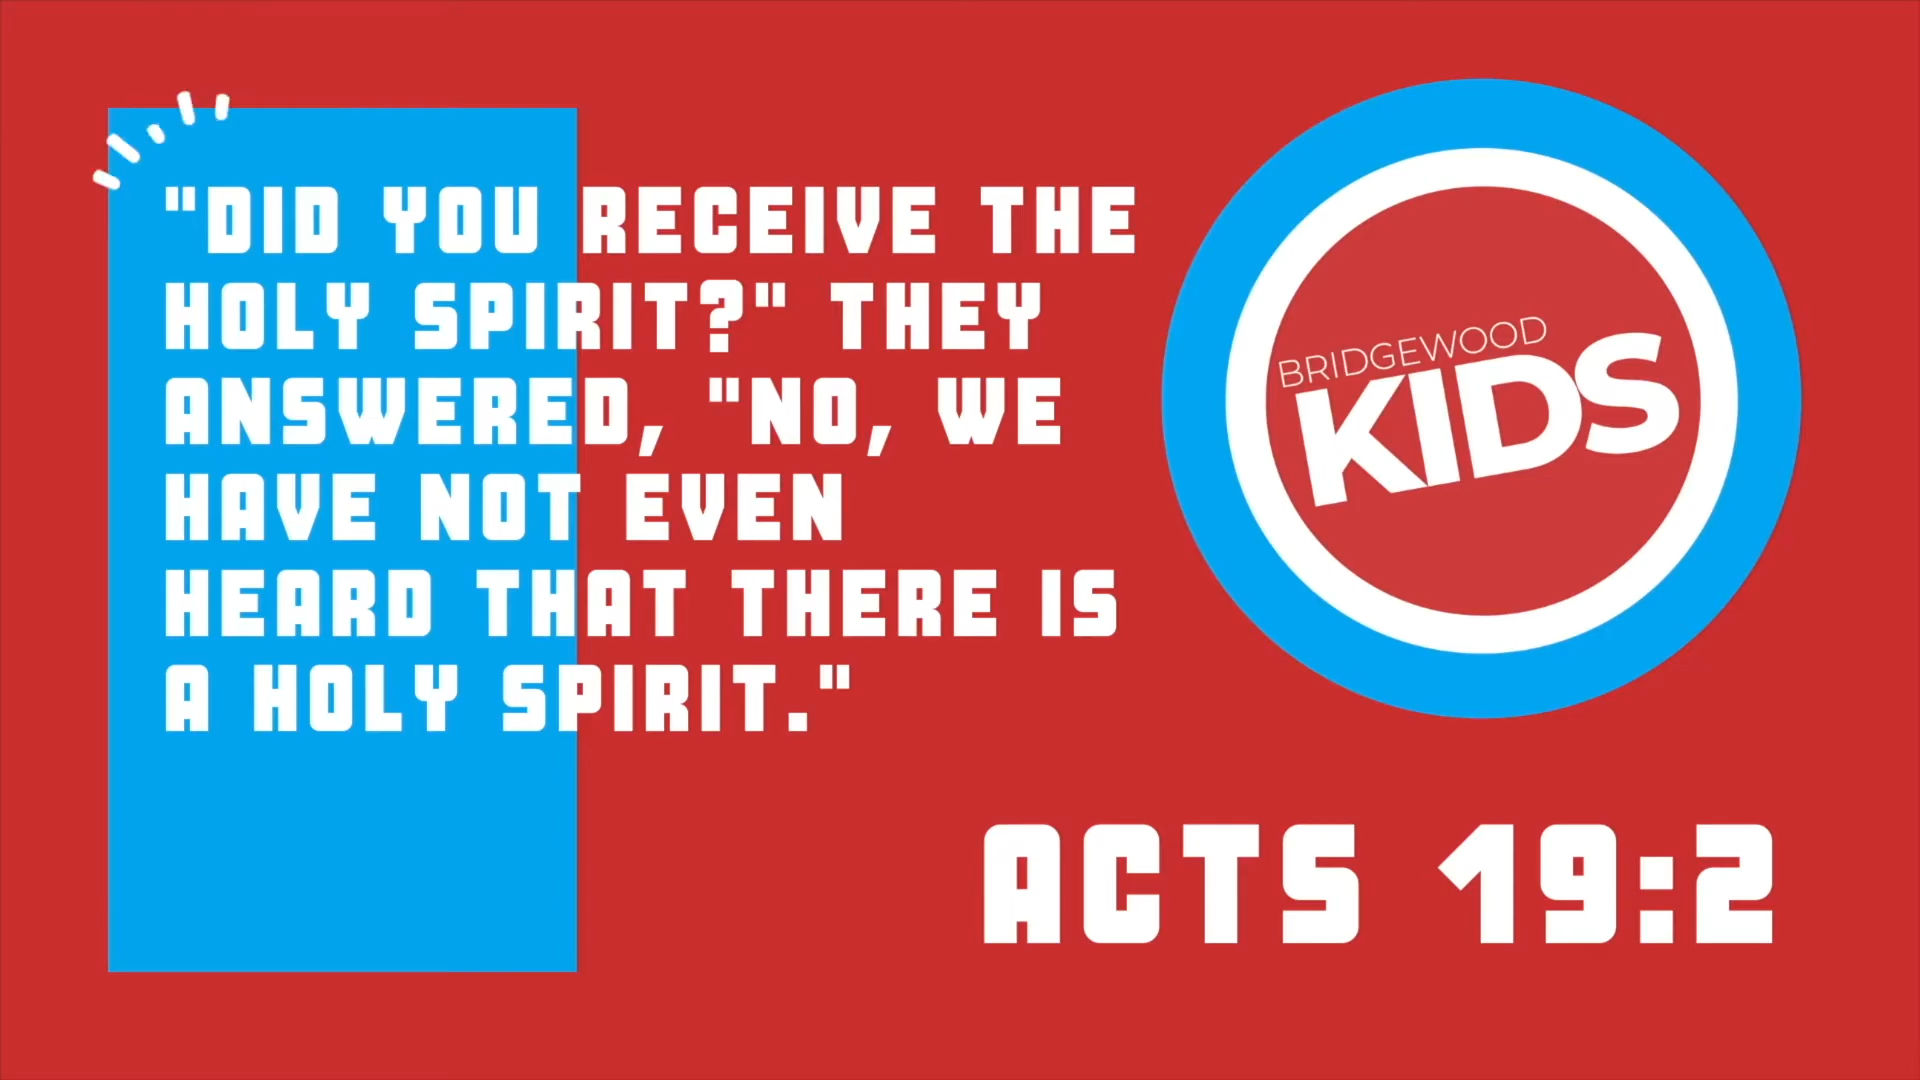 "DID YOU RECEIVE THE
HOLY SPIRIT?" THEY
ANSWERED, "NO, WE
HAVE NOT EVEN
HEARD THAT THERE IS
A HOLY SPIRIT."
BRIDGEWOOD
KIDS
ACTS 19:2